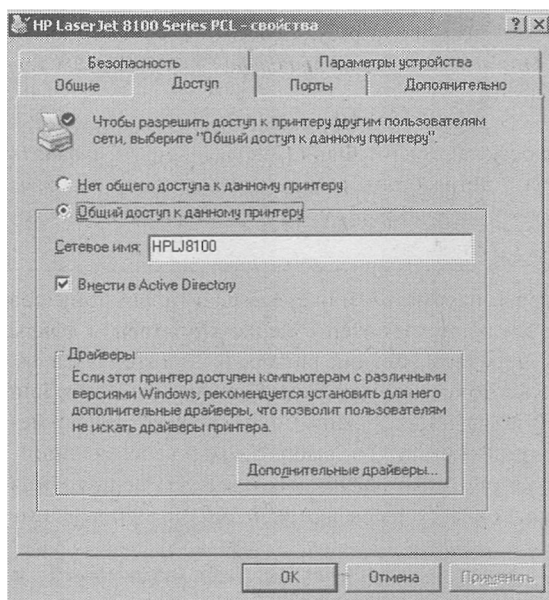 HP LaserJet 8100 Series PCL - свойства
Безопасность
Параметры устройства
Общие
Доступ
Порты
Дополнительно
Чтобы разрешить доступ к принтеру другим пользователям
сети, выберите "Общий доступ к данному принтеру".
Нет общего доступа к данному принтеру
Общий доступ к данному принтеру
Сетевое имя: HPLJ8100
Внести в Active Directory
Драйверы
Если этот принтер доступен компьютерам с различными
версиями Windows, рекомендуется установить для него
дополнительные драйверы, что позволит пользователям
не искать драйверы принтера.
Дополнительные драйверы...
OK
Отмена
Применить